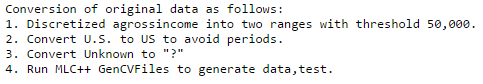 Conversion of original data as follows:
1. Discretized agrossincome into two ranges with threshold 50,000.
2. Convert U.S. to US to avoid periods.
3. Convert Unknown to "?"
4. Run MLC++ GenCVFiles to generate data,test.